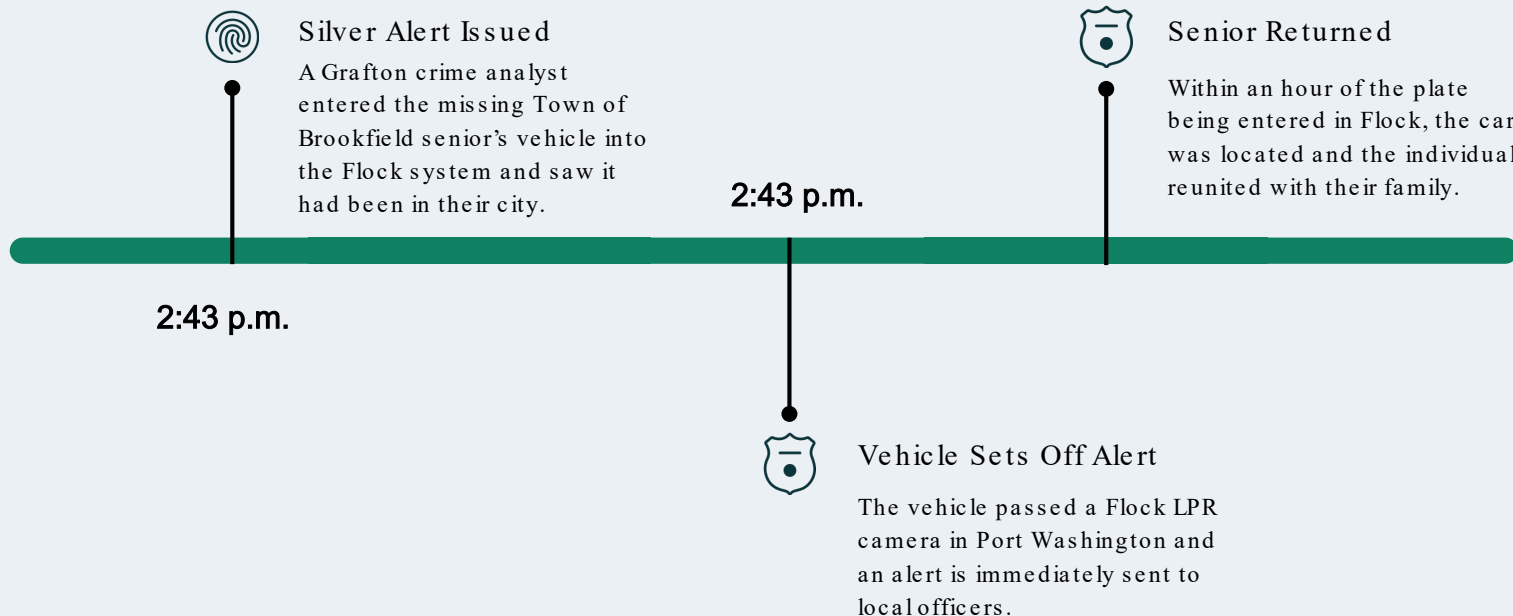 Silver Alert Issued
A Grafton crime analyst
entered the missing Town of
Brookfield senior’s vehicle into
the Flock system and saw it
had been in their city.
2:43 p.m.
2:43 p.m.
Vehicle Sets Off Alert
The vehicle passed a Flock LPR
camera in Port Washington and
an alert is immediately sent to
local officers.
Senior Returned
Within an hour of the plate
being entered in Flock, the car
was located and the individual
reunited with their family.